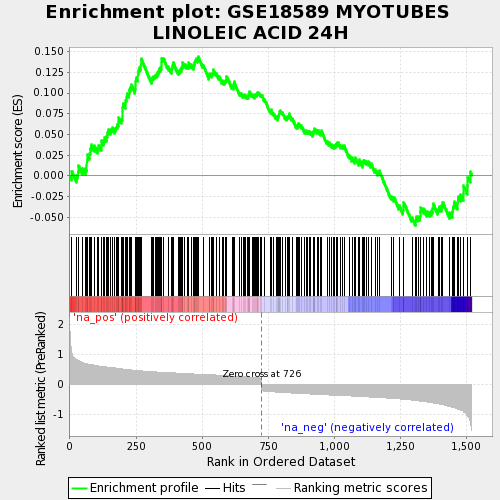 Enrichment plot: GSE18589 MYOTUBES
LINOLEIC ACID 24H
Enrichment score (ES)
0.150
0.125
0.100
0.075
0.050
0.025
0.000
-0.025
-0.050
Ranked list metric (PreRanked)
'na_pos' (positively correlated)
2
1
0
-1
Zero cross at 726
'na_neg' (negatively correlated)
0
250
500
750
1,000
1,250
1,500
Rank in Ordered Dataset
Enrichment profile
Hits
Ranking metric scores